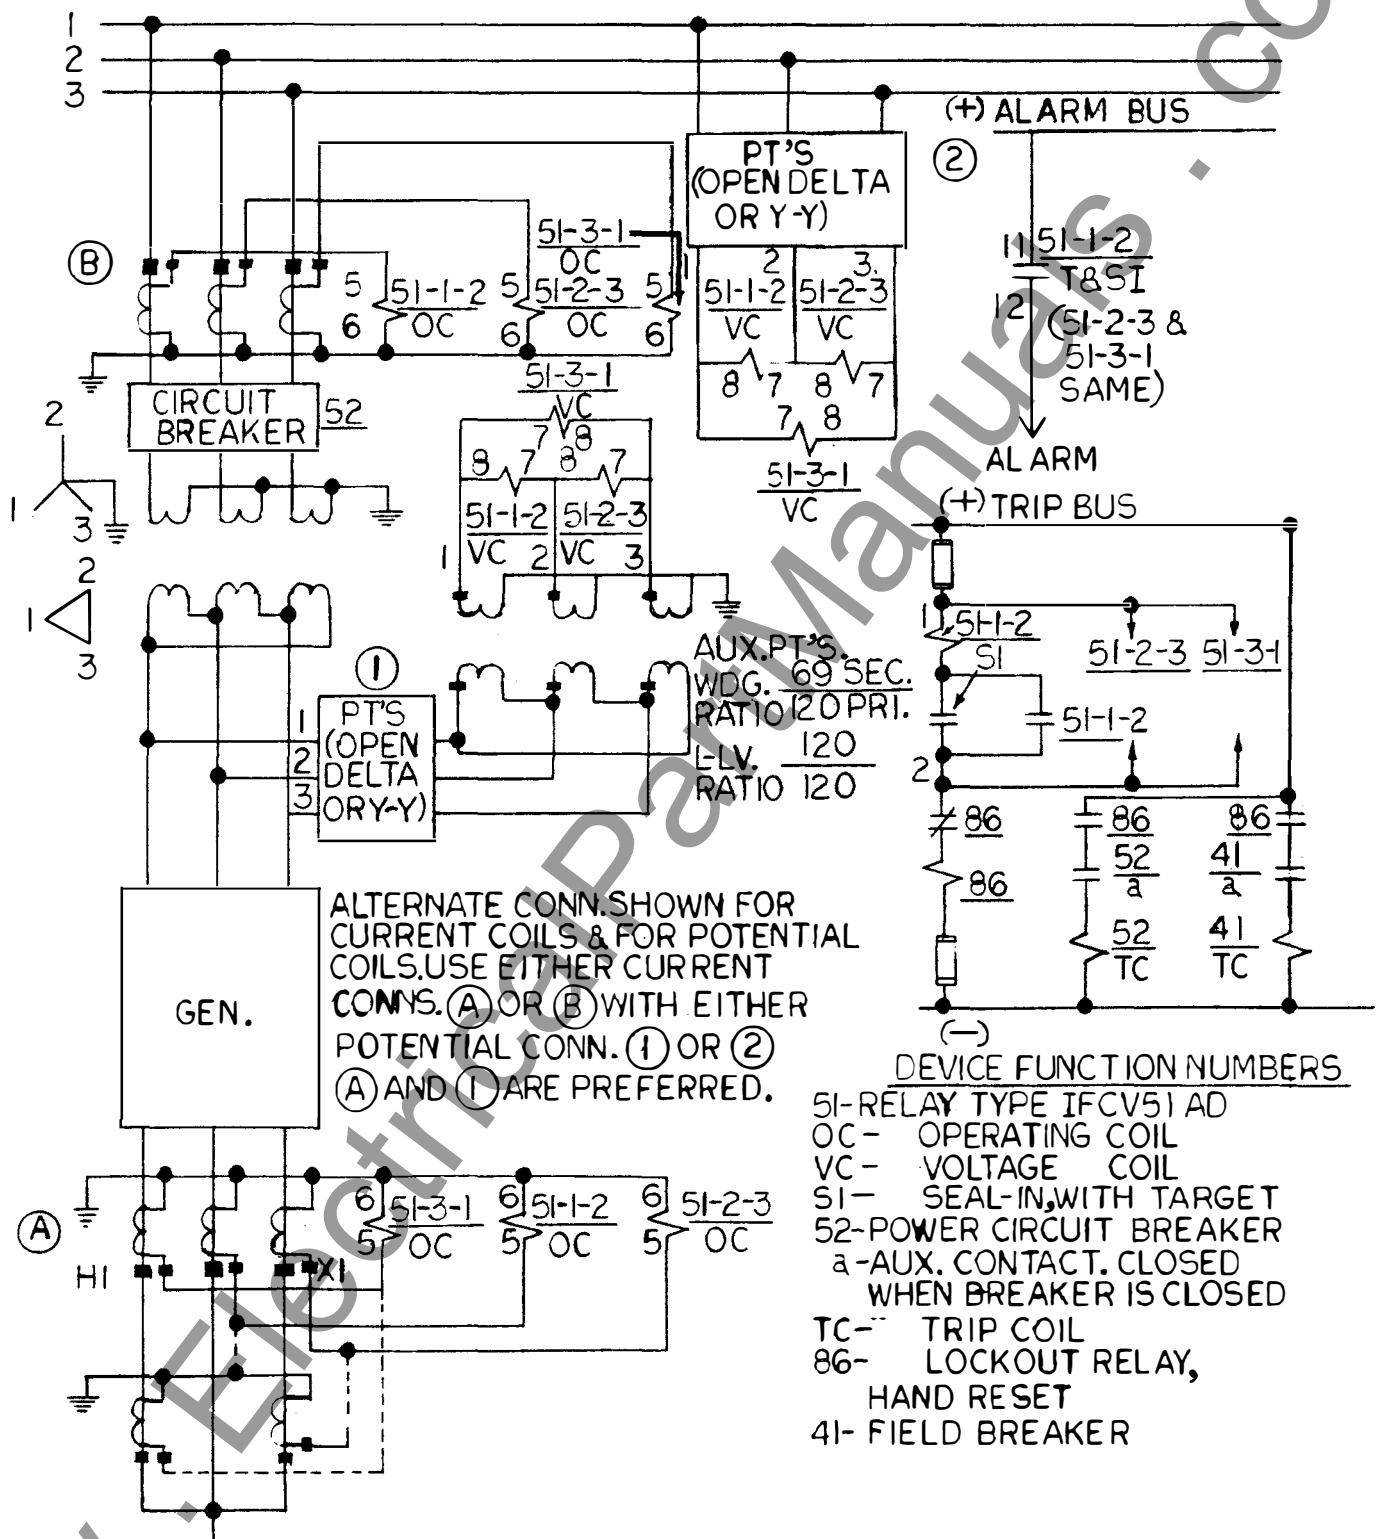 1
2
3
(+) ALARM BUS
2
PT'S
(OPEN DELTA
OR Y-Y)
B
51-3-1
OC
1
2
3.
5
6
51-1-2
OC
5
6
51-2-3
OC
5
6
51-1-2
VC
51-2-3
VC
8 7
8 7
7 8
51-3-1
VC
11
12
51-1-2
T&SI
(51-2-3 &
51-3-1
SAME)
ALARM
CIRCUIT
BREAKER
52
2
1
3
51-3-1
VC
7 8
8 7
8 7
51-1-2
VC
51-2-3
VC
1
2
3
2
1
3
(+) TRIP BUS
1
51-1-2
SI
51-2-3
51-3-1
51-1-2
2
86
86
86
52
a
52
TC
86
41
a
41
TC
(-)
1
1
2
3
PT'S
(OPEN
DELTA
OR Y-Y)
AUX.PT'S.
WDG. 69 SEC.
RATIO 120 PRI.
L-LV. 120
RATIO 120
GEN.
ALTERNATE CONN.SHOWN FOR
CURRENT COILS & FOR POTENTIAL
COILS.USE EITHER CURRENT
CONNS. A OR B WITH EITHER
POTENTIAL CONN. 1 OR 2
A AND 1 ARE PREFERRED.
A
H1
X1
6
5
51-3-1
OC
6
5
51-1-2
OC
6
5
51-2-3
OC
DEVICE FUNCTION NUMBERS
51-RELAY TYPE IFCV51 AD
OC- OPERATING COIL
VC- VOLTAGE COIL
SI- SEAL-IN,WITH TARGET
52-POWER CIRCUIT BREAKER
a-AUX. CONTACT. CLOSED
WHEN BREAKER IS CLOSED
TC- TRIP COIL
86- LOCKOUT RELAY,
HAND RESET
41- FIELD BREAKER
. ElectricalPartManuals . co